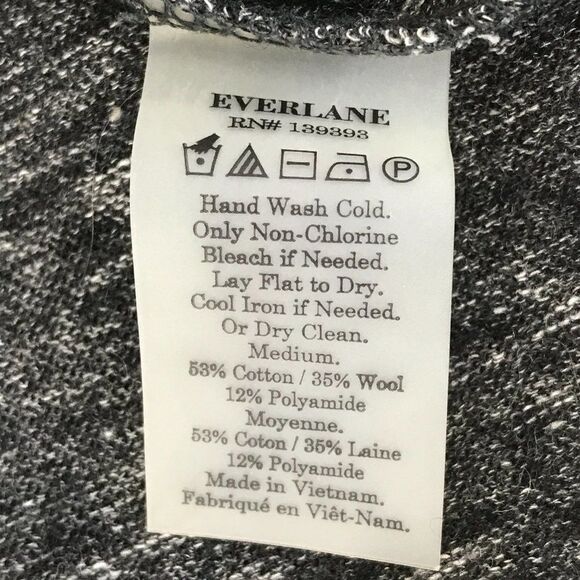 EVERLANE
RN# 139393
P
Hand Wash Cold.
Only Non-Chlorine
Bleach if Needed.
Lay Flat to Dry.
Cool Iron if Needed.
Or Dry Clean.
Medium.
53% Cotton / 35% Wool
12% Polyamide
Moyenne.
53% Coton / 35% Laine
12% Polyamide
Made in Vietnam.
Fabriqué en Viêt-Nam.